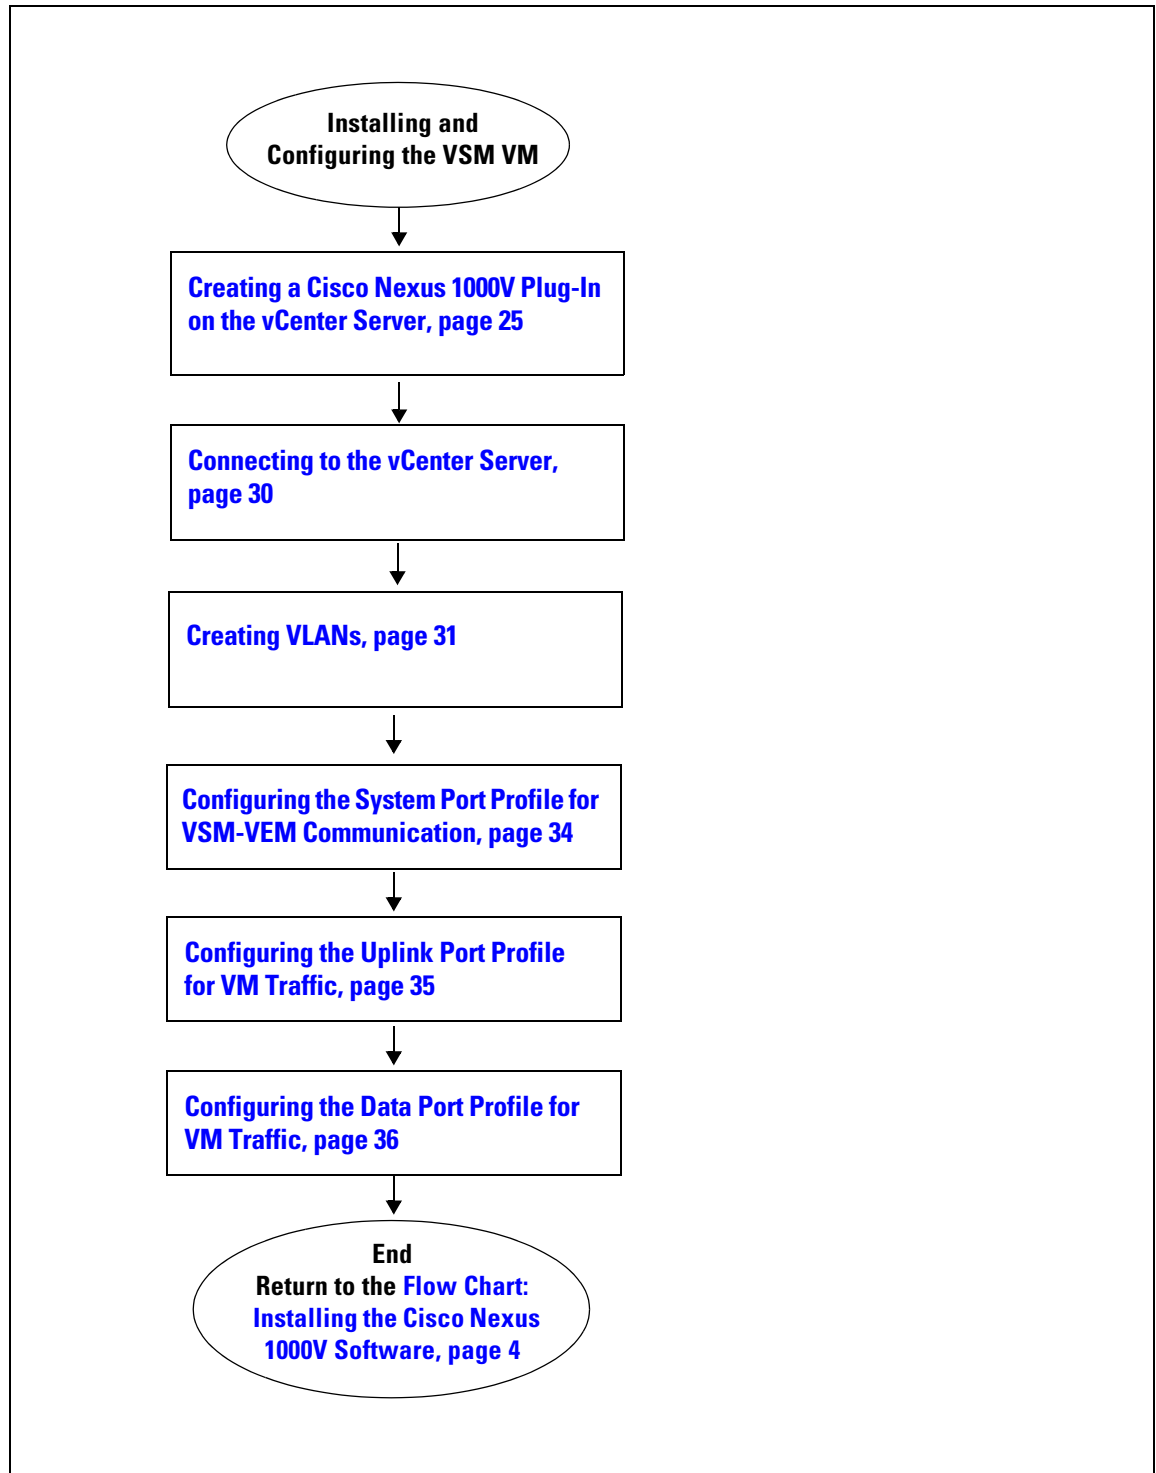 Installing and
Configuring the VSM VM
Creating a Cisco Nexus 1000V Plug-In
on the vCenter Server, page 25
Connecting to the vCenter Server,
page 30
Creating VLANs, page 31
Configuring the System Port Profile for
VSM-VEM Communication, page 34
Configuring the Uplink Port Profile
for VM Traffic, page 35
Configuring the Data Port Profile for
VM Traffic, page 36
End
Return to the Flow Chart:
Installing the Cisco Nexus
1000V Software, page 4